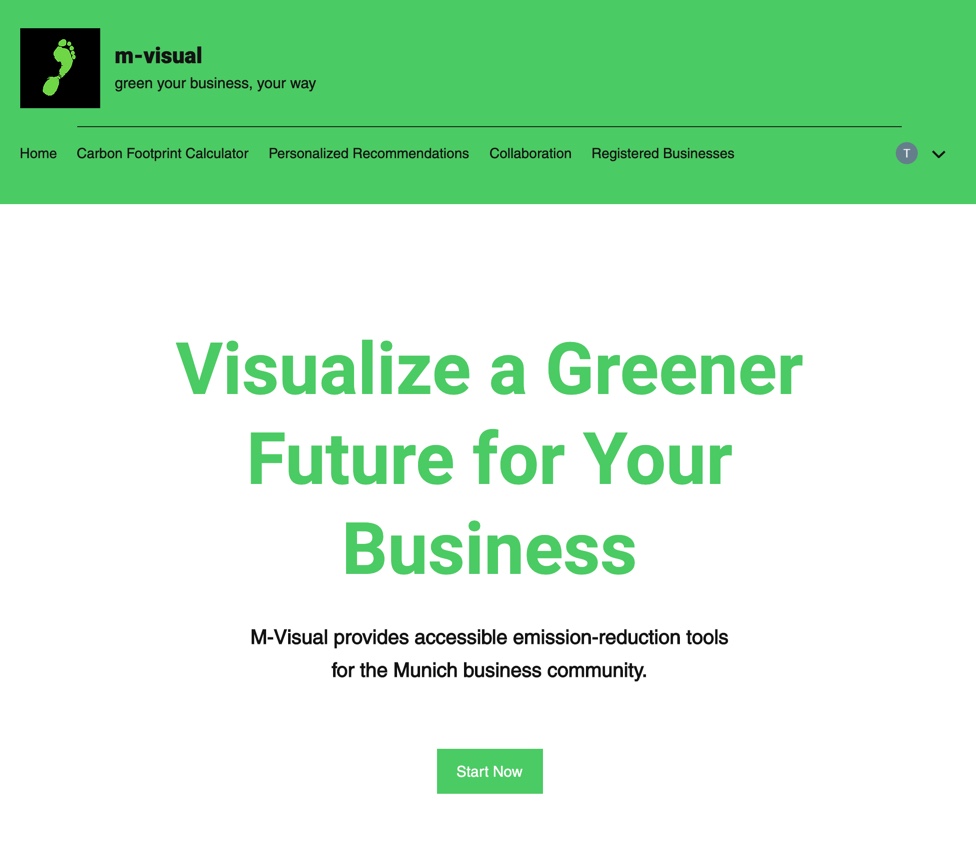 m-visual
green your business, your way
Home Carbon Footprint Calculator Personalized Recommendations Collaboration Registered Businesses T
Visualize a Greener
Future for Your
Business
M-Visual provides accessible emission-reduction tools
for the Munich business community.
Start Now